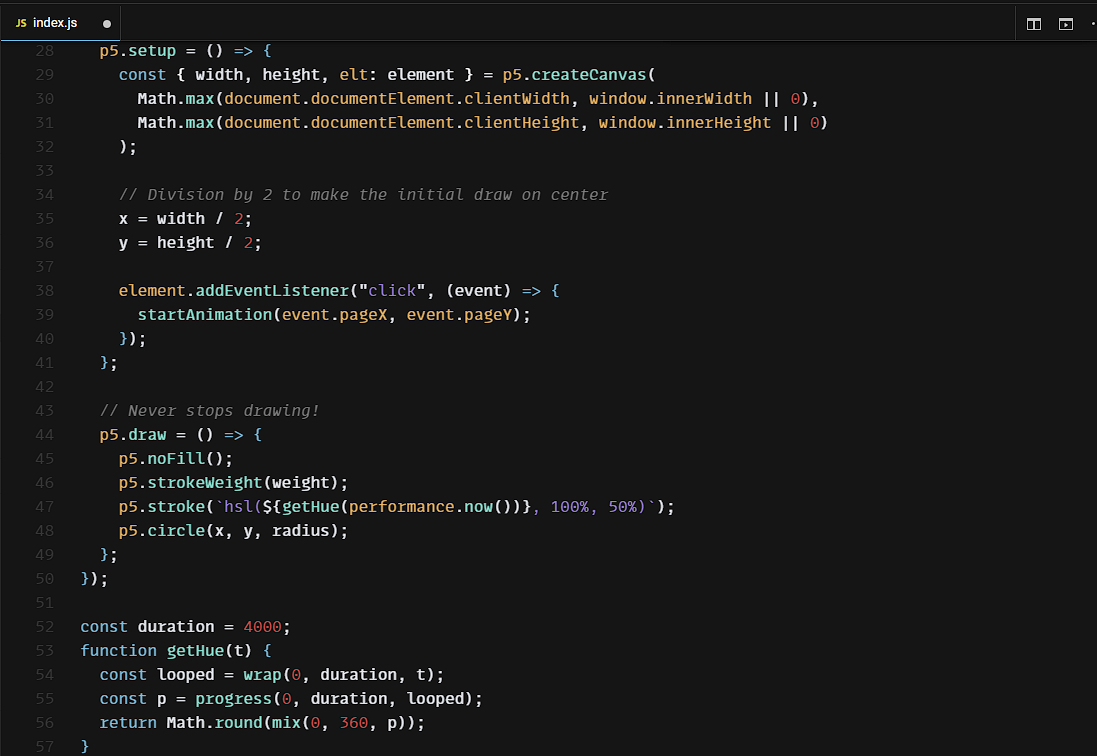 JS index.js
28 p5.setup = () => {
29 const { width, height, elt: element } = p5.createCanvas(
30 Math.max(document.documentElement.clientWidth, window.innerWidth || 0),
31 Math.max(document.documentElement.clientHeight, window.innerHeight || 0)
32 );
33
34 // Division by 2 to make the initial draw on center
35 x = width / 2;
36 y = height / 2;
37
38 element.addEventListener("click", (event) => {
39 startAnimation(event.pageX, event.pageY);
40 });
41 };
42
43 // Never stops drawing!
44 p5.draw = () => {
45 p5.noFill();
46 p5.strokeWeight(weight);
47 p5.stroke(`hsl(${getHue(performance.now())}, 100%, 50%)`);
48 p5.circle(x, y, radius);
49 };
50 });
51
52 const duration = 4000;
53 function getHue(t) {
54 const looped = wrap(0, duration, t);
55 const p = progress(0, duration, looped);
56 return Math.round(mix(0, 360, p));
57 }